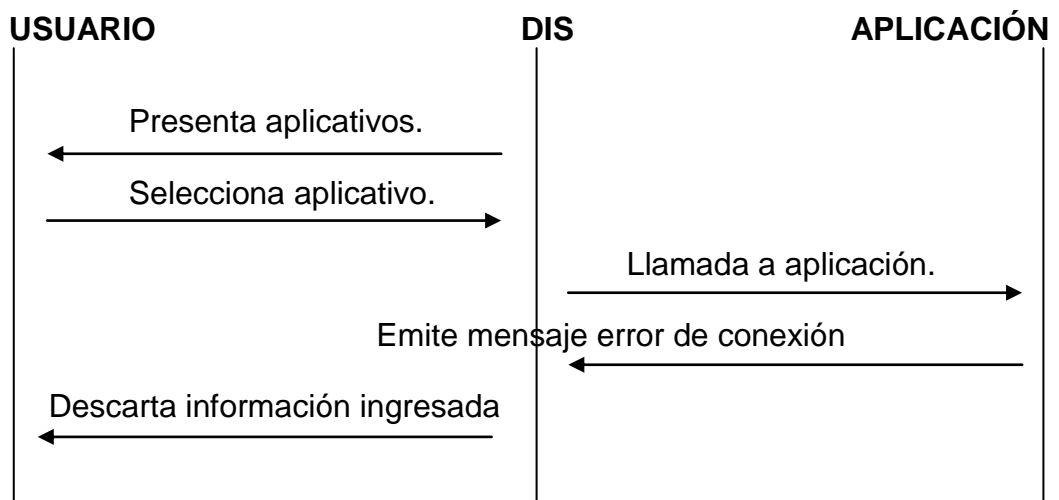 USUARIO DIS APLICACIÓN
Presenta aplicativos.
Selecciona aplicativo.
Llamada a aplicación.
Emite mensaje error de conexión
Descarta información ingresada